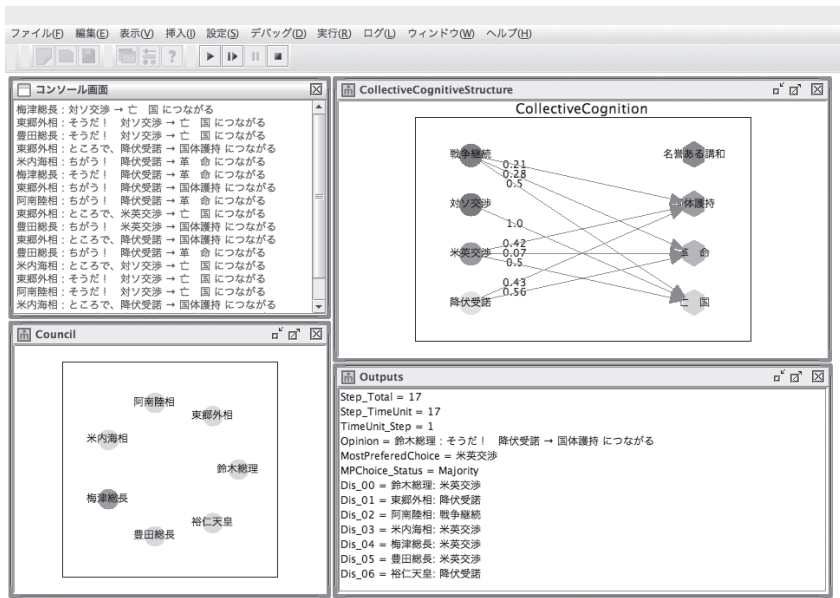 ファイル(F) 編集(E) 表示(V) 挿入(I) 設定(S) デバッグ(D) 実行(R) ログ(L) ウィンドウ(W) ヘルプ(H)
コンソール画面
梅津総長：対ソ交渉 → 亡　国 につながる
東郷外相：そうだ！　対ソ交渉 → 亡　国 につながる
豊田総長：そうだ！　対ソ交渉 → 亡　国 につながる
東郷外相：ところで、降伏受諾 → 国体護持 につながる
米内海相：ちがう！　降伏受諾 → 革　命 につながる
梅津総長：そうだ！　降伏受諾 → 革　命 につながる
東郷外相：ちがう！　降伏受諾 → 国体護持 につながる
阿南陸相：ちがう！　降伏受諾 → 革　命 につながる
東郷外相：ところで、米英交渉 → 亡　国 につながる
豊田総長：ちがう！　米英交渉 → 国体護持 につながる
東郷外相：ところで、降伏受諾 → 国体護持 につながる
豊田総長：ちがう！　降伏受諾 → 革　命 につながる
米内海相：ところで、対ソ交渉 → 亡　国 につながる
東郷外相：そうだ！　対ソ交渉 → 亡　国 につながる
阿南陸相：そうだ！　対ソ交渉 → 亡　国 につながる
米内海相：ところで、降伏受諾 → 国体護持 につながる
CollectiveCognitiveStructure
CollectiveCognition
戦争継続
名誉ある講和
0.21
0.28
0.5
対ソ交渉
体護持
1.0
米英交渉
0.42
0.07
0.5
革　命
降伏受諾
0.43
0.56
亡　国
Council
阿南陸相
東郷外相
米内海相
鈴木総理
梅津総長
裕仁天皇
豊田総長
Outputs
Step_Total = 17
Step_TimeUnit = 17
TimeUnit_Step = 1
Opinion = 鈴木総理：そうだ！　降伏受諾 → 国体護持 につながる
MostPreferedChoice = 米英交渉
MPChoice_Status = Majority
Dis_00 = 鈴木総理: 米英交渉
Dis_01 = 東郷外相: 降伏受諾
Dis_02 = 阿南陸相: 戦争継続
Dis_03 = 米内海相: 米英交渉
Dis_04 = 梅津総長: 米英交渉
Dis_05 = 豊田総長: 米英交渉
Dis_06 = 裕仁天皇: 降伏受諾